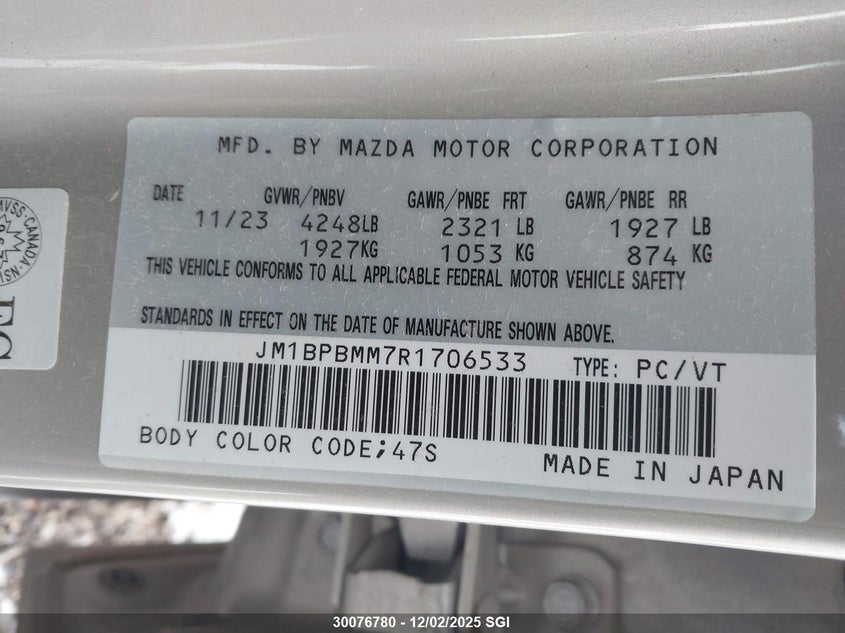 MFD. BY MAZDA MOTOR CORPORATION
DATE GVWR/PNBV GAWR/PNBE FRT GAWR/PNBE RR
11/23 4248LB 2321 LB 1927 LB
1927KG 1053 KG 874 KG
THIS VEHICLE CONFORMS TO ALL APPLICABLE FEDERAL MOTOR VEHICLE SAFETY
STANDARDS IN EFFECT ON THE DATE OF MANUFACTURE SHOWN ABOVE.
JM1BPBMM7R1706533 TYPE: PC/VT
BODY COLOR CODE;47S
MADE IN JAPAN
CANADA
30076780 - 12/02/2025 SGI